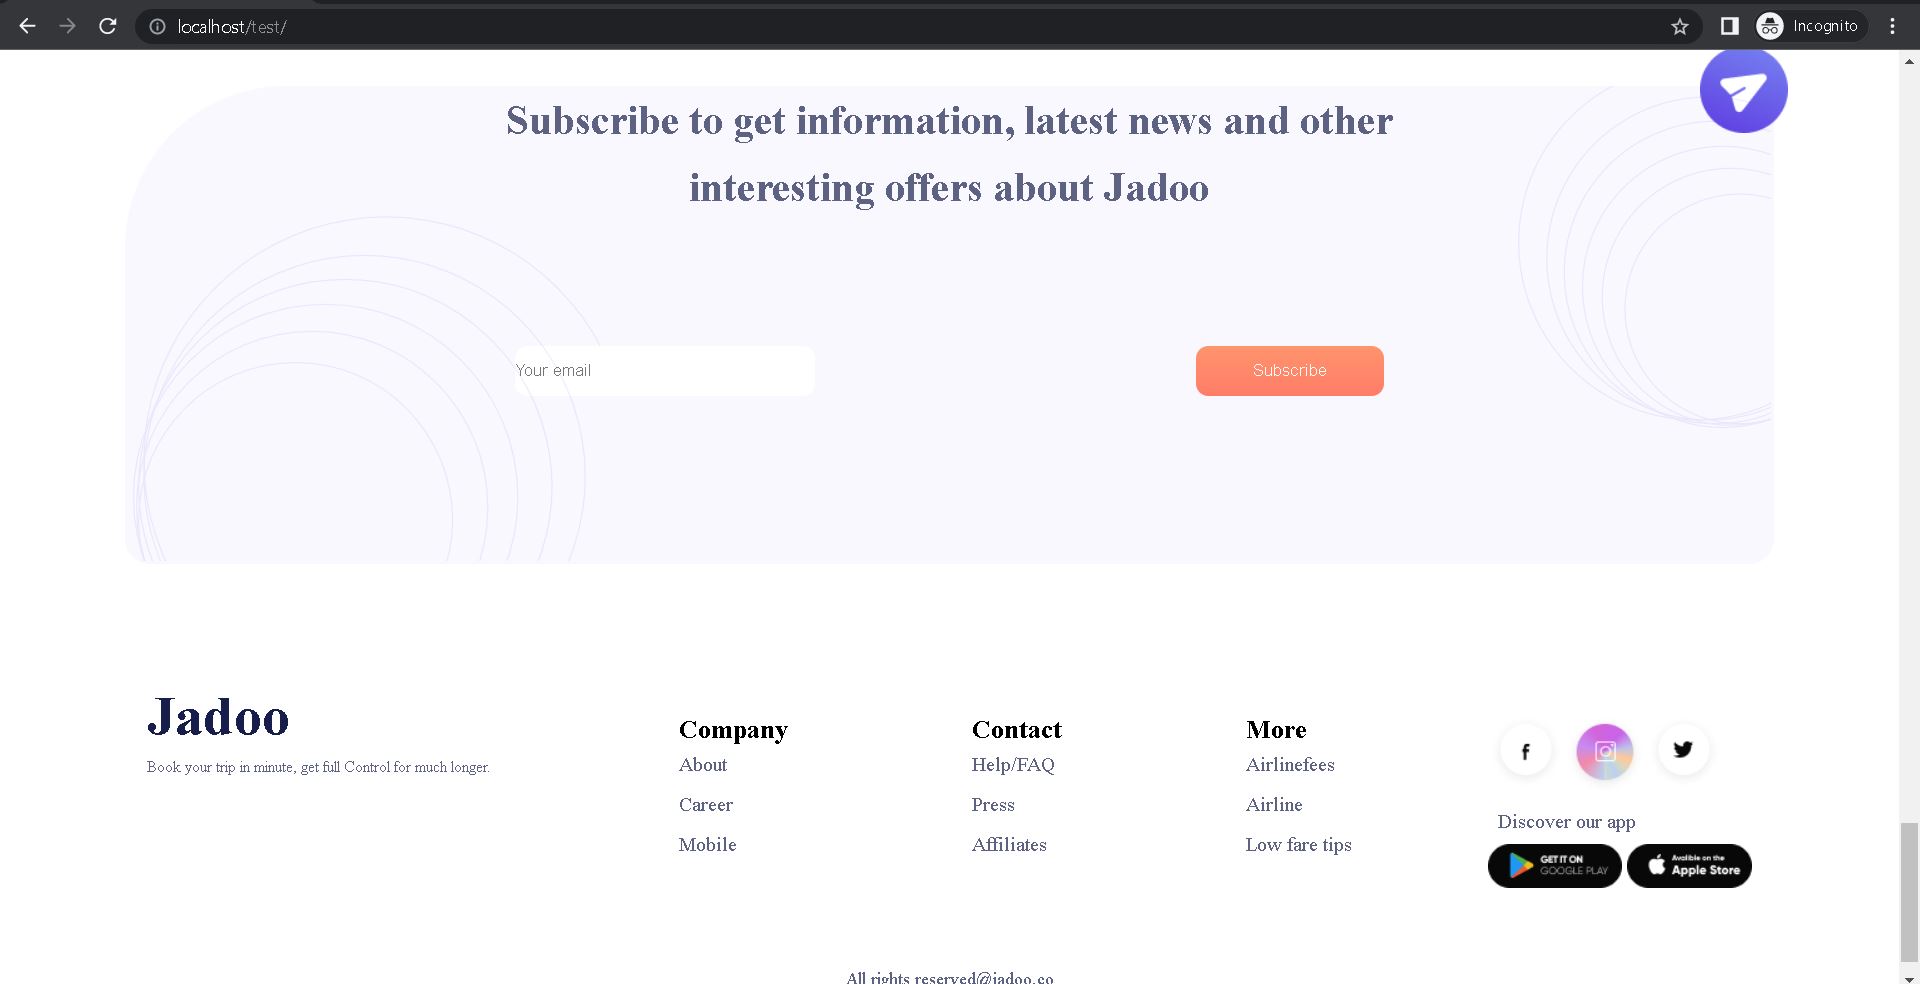 localhost/test/
Incognito
Subscribe to get information, latest news and other
interesting offers about Jadoo
Your email
Subscribe
Jadoo
Book your trip in minute, get full Control for much longer.
Company
About
Career
Mobile
Contact
Help/FAQ
Press
Affiliates
More
Airlinefees
Airline
Low fare tips
Discover our app
GET IT ON
GOOGLE PLAY
Avalible on the
Apple Store
All rights reserved@jadoo.co